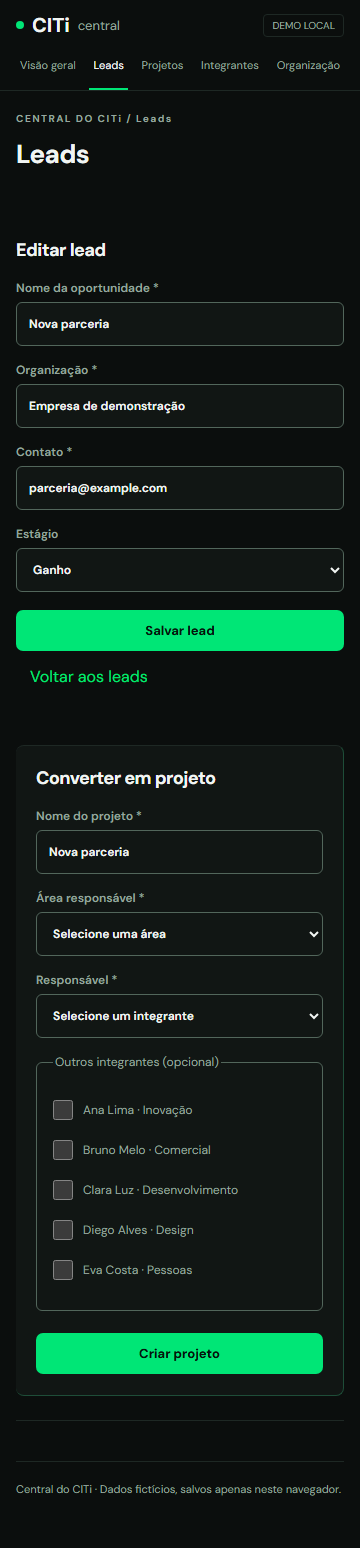 CITi central
DEMO LOCAL
Visão geral Leads Projetos Integrantes Organização
CENTRAL DO CITi / Leads
Leads
Editar lead
Nome da oportunidade *
Nova parceria
Organização *
Empresa de demonstração
Contato *
parceria@example.com
Estágio
Ganho
Salvar lead
Voltar aos leads
Converter em projeto
Nome do projeto *
Nova parceria
Área responsável *
Selecione uma área
Responsável *
Selecione um integrante
Outros integrantes (opcional)
Ana Lima · Inovação
Bruno Melo · Comercial
Clara Luz · Desenvolvimento
Diego Alves · Design
Eva Costa · Pessoas
Criar projeto
Central do CITi · Dados fictícios, salvos apenas neste navegador.